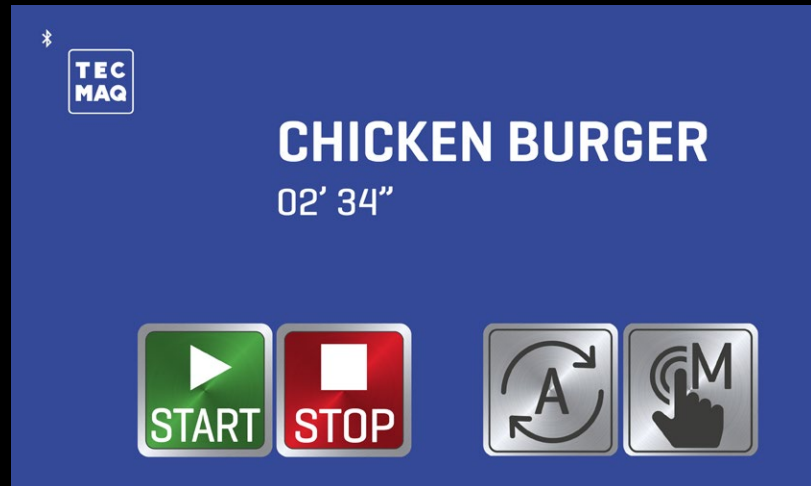 TEC
MAQ
CHICKEN BURGER
02’ 34”
START
STOP
A
M